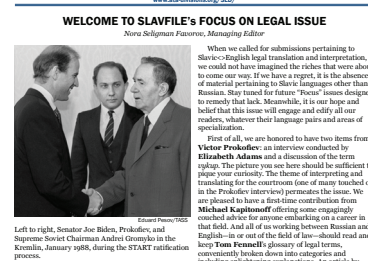 WELCOME TO SLAVFILE'S FOCUS ON LEGAL ISSUE
Nora Seligman Favorov, Managing Editor
When we called for submissions pertaining to
Slavic<>English legal translation and interpretation,
we could not have imagined the riches that were about
to come our way. If we have a regret, it is the absence
of material pertaining to Slavic languages other than
Russian. Stay tuned for future "Focus" issues designed
to remedy that lack. Meanwhile, it is our hope and
belief that this issue will engage and edify all our
readers, whatever their language pairs and areas of
specialization.
First of all, we are honored to have two items from
Victor Prokofiev: an interview conducted by
Elizabeth Adams and a discussion of the term
vykup. The picture you see here should be sufficient to
pique your curiosity. The theme of interpreting and
translating for the courtroom (one of many touched on
in the Prokofiev interview) permeates the issue. We
are pleased to have a first-time contribution from
Michael Kapitonoff offering some engagingly
couched advice for anyone embarking on a career in
that field. And all of us working between Russian and
English—in or out of the field of law—should read and
keep Tom Fennell's glossary of legal terms,
conveniently broken down into categories and
Eduard Pesov/TASS
Left to right, Senator Joe Biden, Prokofiev, and
Supreme Soviet Chairman Andrei Gromyko in the
Kremlin, January 1988, during the START ratification
process.